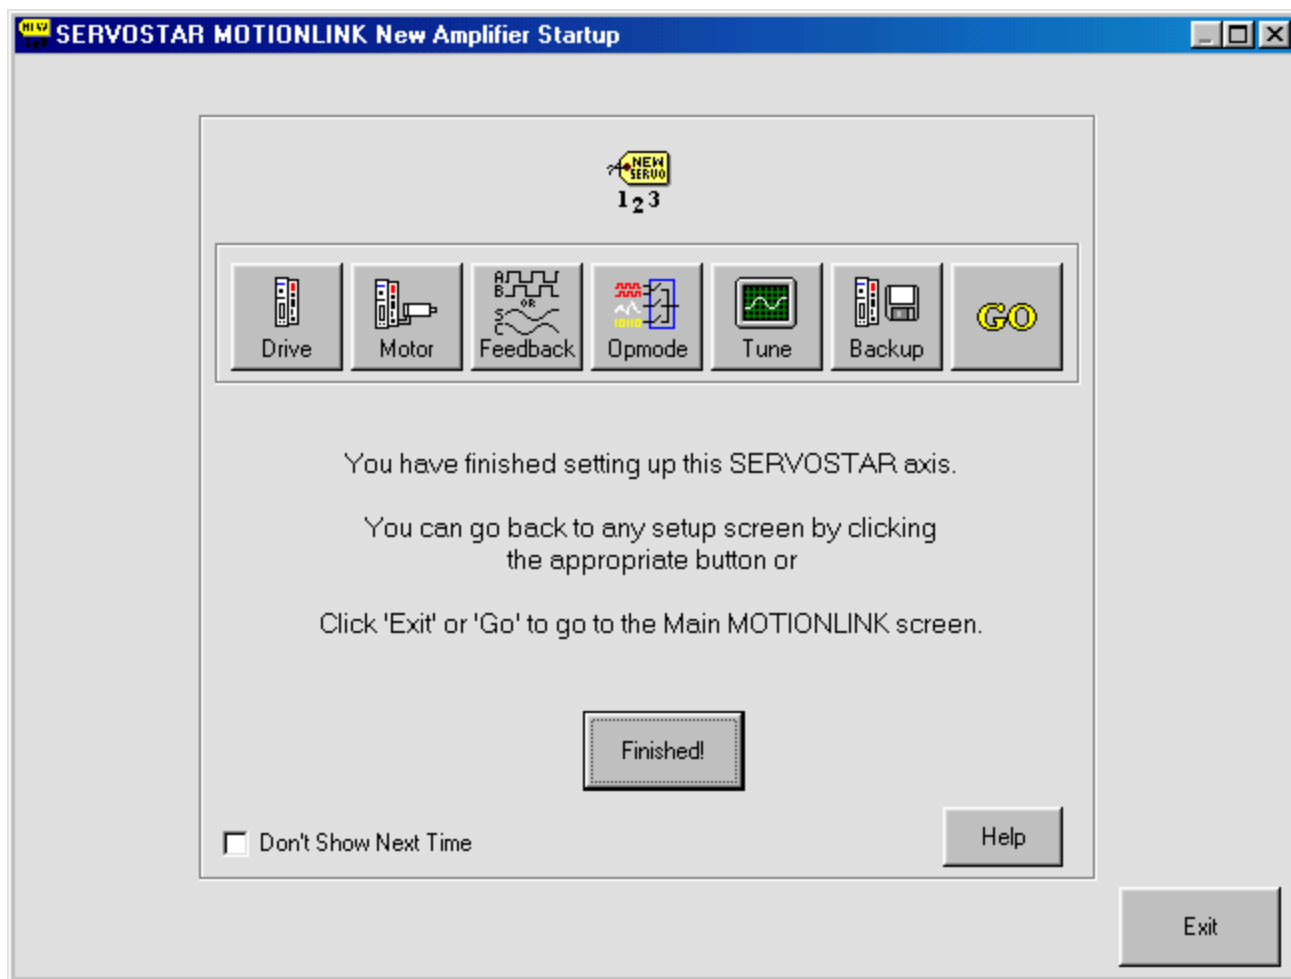 SERVOSTAR MOTIONLINK New Amplifier Startup
NEW
SERVO
1 2 3
A
B
OR
S
C
1010
GO
Drive
Motor
Feedback
Opmode
Tune
Backup
You have finished setting up this SERVOSTAR axis.
You can go back to any setup screen by clicking
the appropriate button or
Click 'Exit' or 'Go' to go to the Main MOTIONLINK screen.
Finished!
Don't Show Next Time
Help
Exit